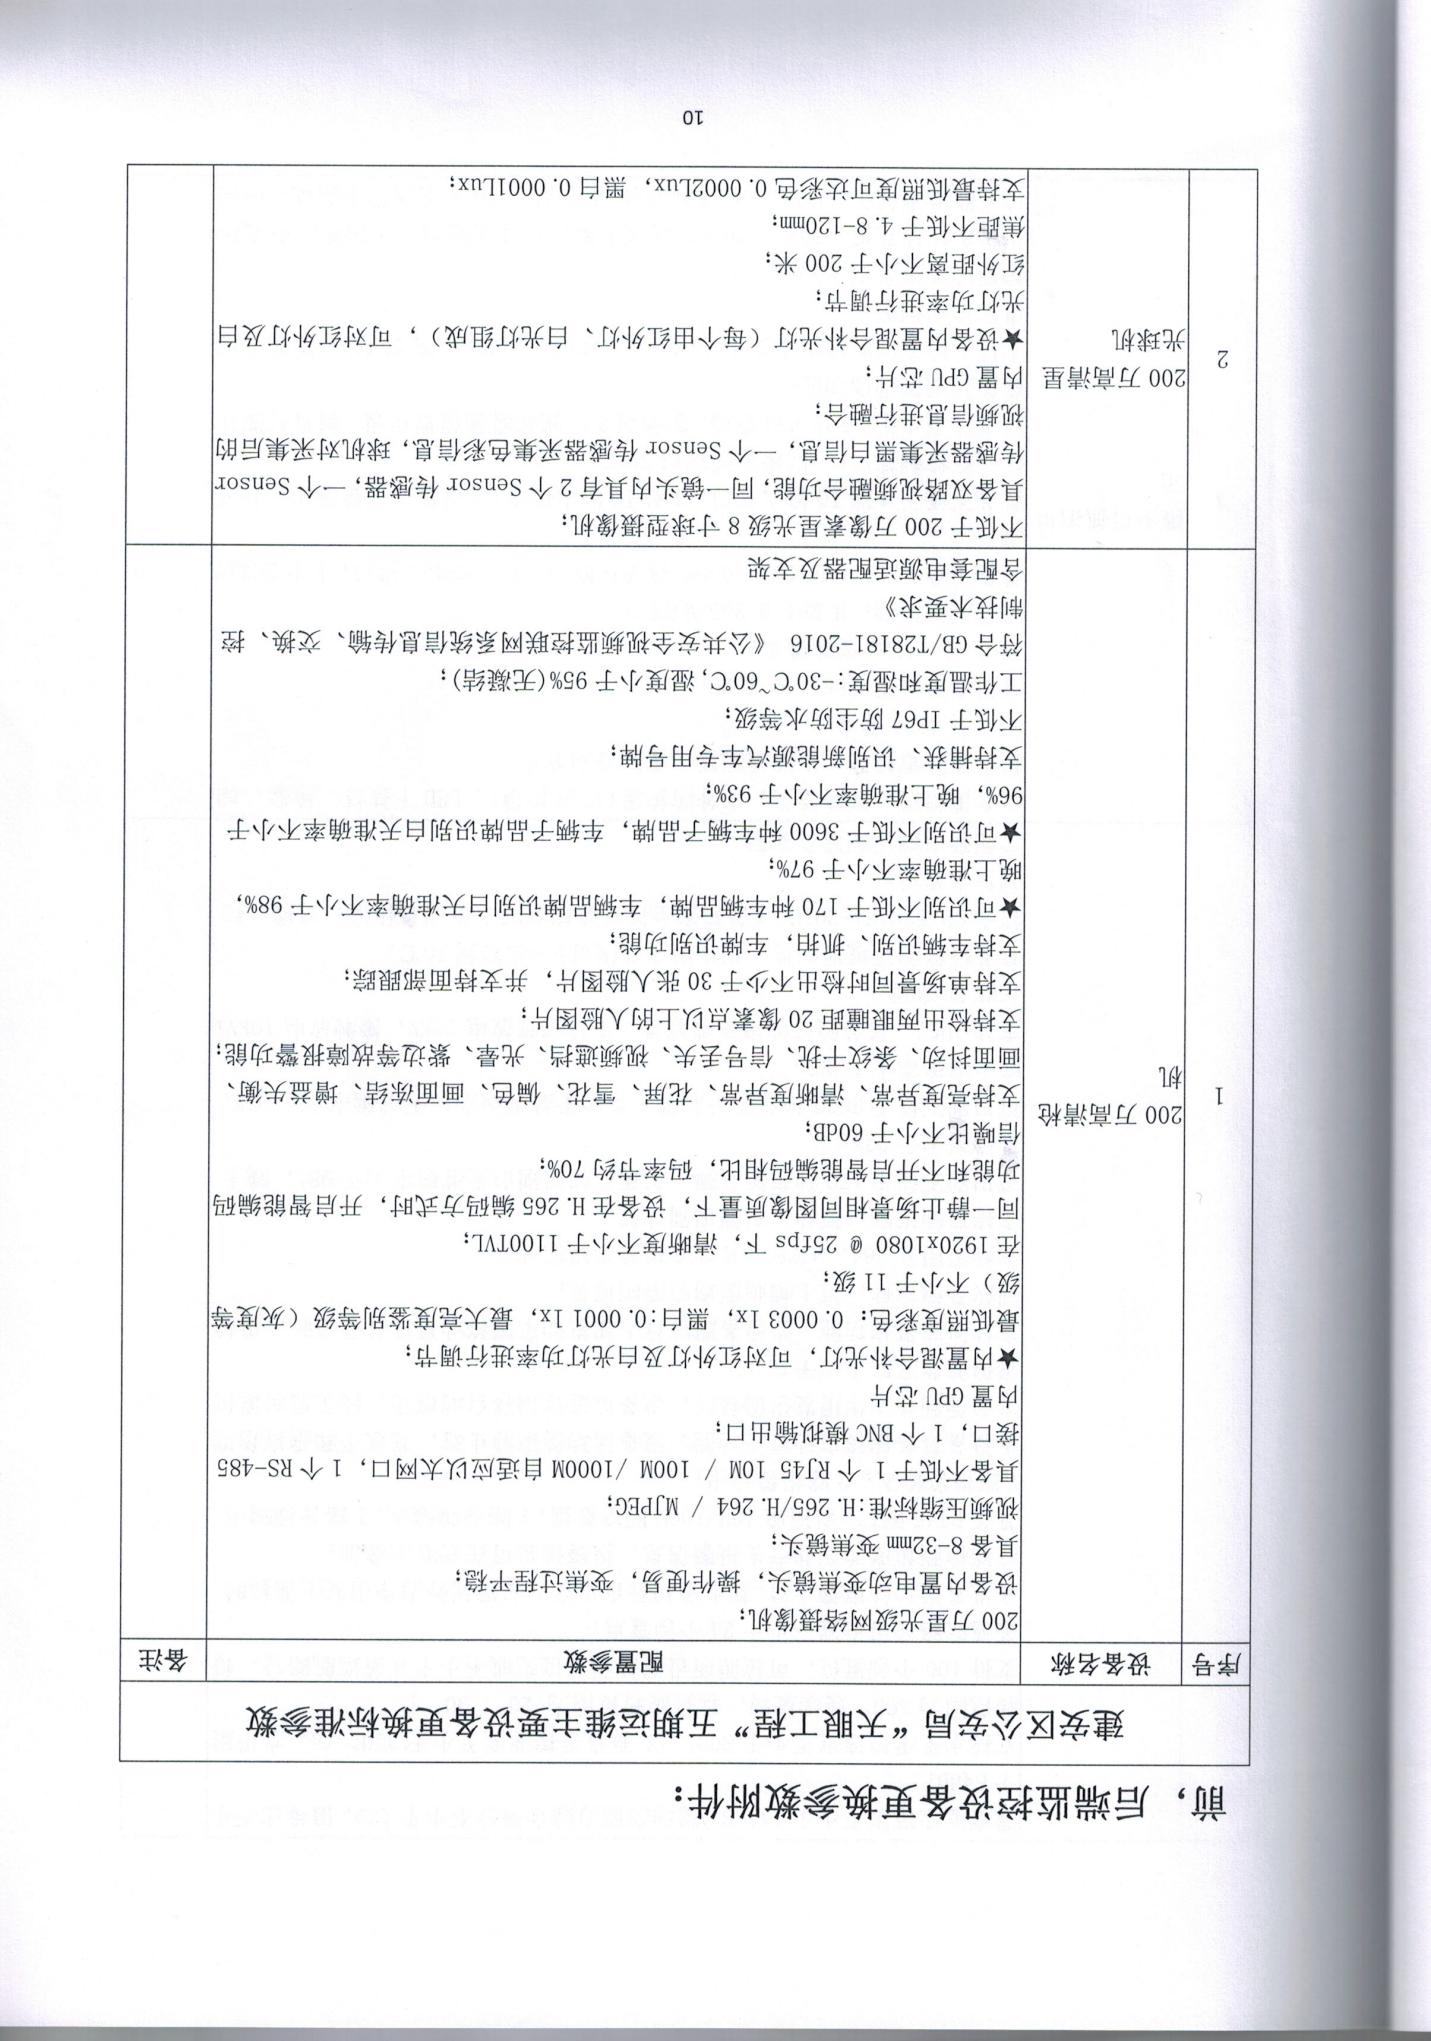 前，后端监控设备更换参数附件：
建安区公安局“天眼工程”五期运维主要设备更换标准参数
序号 设备名称 配置参数 备注
1
200 万高清枪
机
200 万星光级网络摄像机；
设备内置电动变焦镜头，操作便易，变焦过程平稳；
具备 8-32mm 变焦镜头；
视频压缩标准：H.265/H.264 / MJPEG；
具备不低于 1 个 RJ45 10M / 100M /1000M 自适应以太网口，1 个 RS-485
接口，1 个 BNC 模拟输出口；
内置 GPU 芯片
★内置混合补光灯，可对红外灯及白光灯功率进行调节；
最低照度彩色：0.0003 lx，黑白：0.0001 lx，最大亮度鉴别等级（灰度等
级）不小于 11 级；
在 1920x1080 @ 25fps 下，清晰度不小于 1100TVL；
同一静止场景相同图像质量下，设备在 H.265 编码方式时，开启智能编码
功能和不开启智能编码相比，码率节约 70%；
信噪比不小于 60dB；
支持亮度异常、清晰度异常、花屏、雪花、偏色、画面冻结、增益失衡、
画面抖动、条纹干扰、信号丢失、视频遮挡、光晕、紫边等故障报警功能；
支持检出两眼瞳距 20 像素点以上的人脸图片；
支持单场景同时检出不少于 30 张人脸图片，并支持面部跟踪；
支持车辆识别、抓拍，车牌识别功能；
★可识别不低于 170 种车辆品牌，车辆品牌识别白天准确率不小于 98%，
晚上准确率不小于 97%；
★可识别不低于 3600 种车辆子品牌，车辆子品牌识别白天准确率不小于
96%，晚上准确率不小于 93%；
支持捕获、识别新能源汽车专用号牌；
不低于 IP67 防尘防水等级；
工作温度和湿度：-30℃~60℃，湿度小于 95%（无凝结）；
符合 GB/T28181-2016 《公共安全视频监控联网系统信息传输、交换、控
制技术要求》
含配套电源适配器及支架
2
200 万高清星
光球机
不低于 200 万像素星光级 8 寸球型摄像机；
具备双路视频融合功能，同一镜头内具有 2 个 Sensor 传感器，一个 Sensor
传感器采集黑白信息，一个 Sensor 传感器采集色彩信息，球机对采集后的
视频信息进行融合；
内置 GPU 芯片；
★设备内置混合补光灯（每个由红外灯、白光灯组成），可对红外灯及白
光灯功率进行调节；
红外距离不小于 200 米；
焦距不低于 4.8-120mm；
支持最低照度可达彩色 0.0002Lux，黑白 0.0001Lux；
10